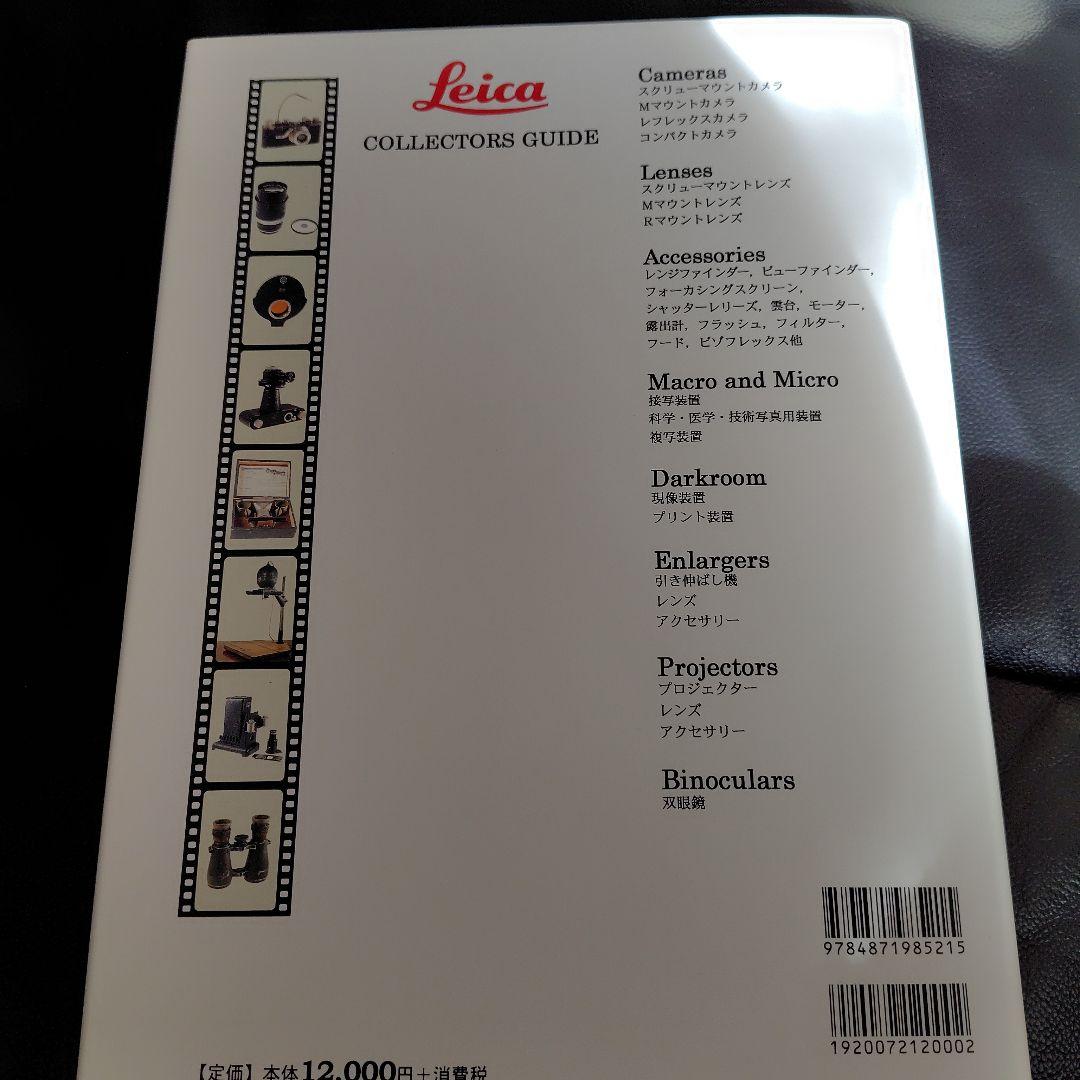 Leica
COLLECTORS GUIDE
Cameras
スクリューマウントカメラ
Mマウントカメラ
レフレックスカメラ
コンパクトカメラ
Lenses
スクリューマウントレンズ
Mマウントレンズ
Rマウントレンズ
Accessories
レンジファインダー，ビューファインダー，
フォーカシングスクリーン，
シャッターレリーズ，雲台，モーター，
露出計，フラッシュ，フィルター，
フード，ビゾフレックス他
Macro and Micro
接写装置
科学・医学・技術写真用装置
複写装置
Darkroom
現像装置
プリント装置
Enlargers
引き伸ばし機
レンズ
アクセサリー
Projectors
プロジェクター
レンズ
アクセサリー
Binoculars
双眼鏡
9784871985215
1920072120002
【定価】本体12,000円＋消費税